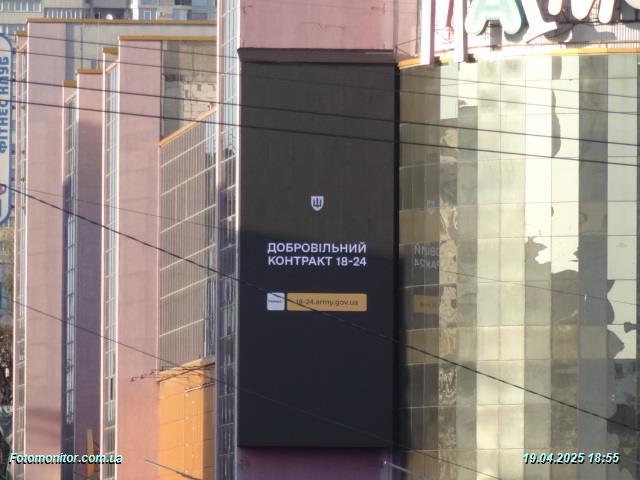 ФІТНЕС КЛУБ
ДОБРОВІЛЬНИЙ
КОНТРАКТ 18-24
18-24.army.gov.ua
Fotomonitor.com.ua
19.04.2025 18:55